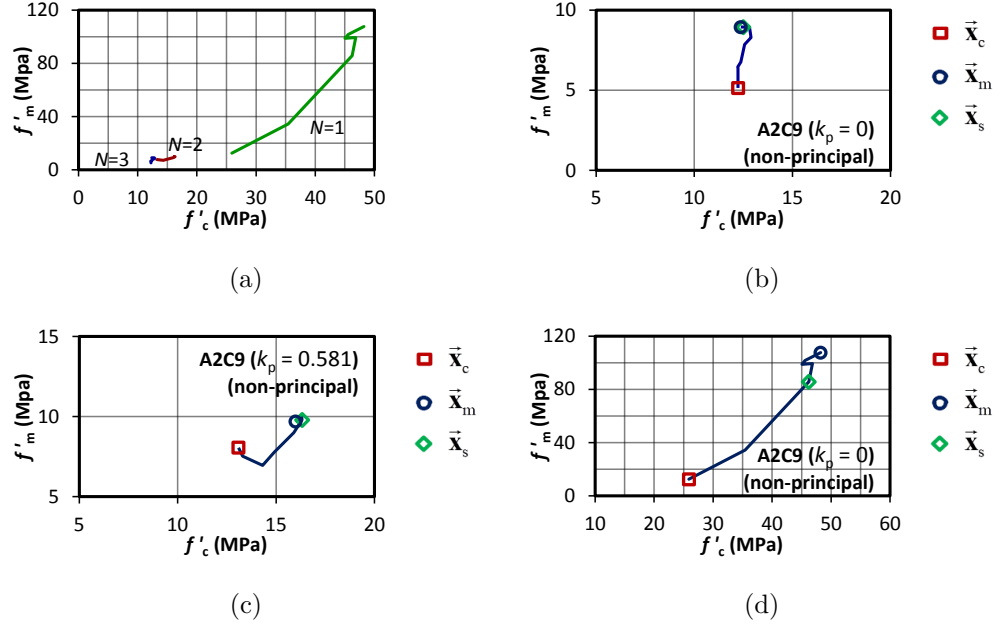 120
80
40
0
f'm (Mpa)
N=1
N=2
N=3
0 10 20 30 40 50
f'c (MPa)
(a)
10
5
0
f'm (Mpa)
A2C9 (kp = 0)
(non-principal)
5 10 15 20
f'c (MPa)
x⃗c
x⃗m
x⃗s
(b)
15
10
5
f'm (Mpa)
A2C9 (kp = 0.581)
(non-principal)
5 10 15 20
f'c (MPa)
x⃗c
x⃗m
x⃗s
(c)
120
80
40
0
f'm (Mpa)
A2C9 (kp = 0)
(non-principal)
10 20 30 40 50 60
f'c (MPa)
x⃗c
x⃗m
x⃗s
(d)